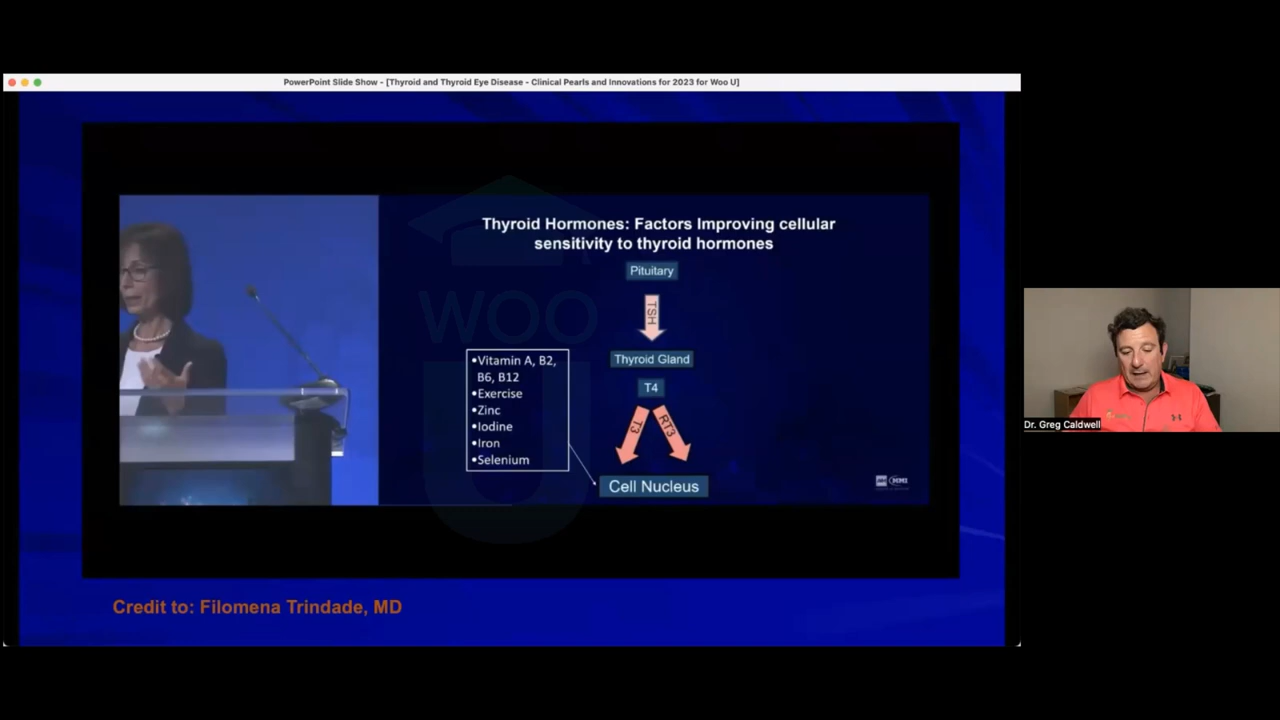 PowerPoint Slide Show - [Thyroid and Thyroid Eye Disease - Clinical Pearls and Innovations for 2023 for Woo U]
Thyroid Hormones: Factors Improving cellular
sensitivity to thyroid hormones
Pituitary
TSH
Thyroid Gland
T4
T3
RT3
•Vitamin A, B2,
B6, B12
•Exercise
•Zinc
•Iodine
•Iron
•Selenium
Cell Nucleus
WOO
U
MMI
Credit to: Filomena Trindade, MD
Dr. Greg Caldwell